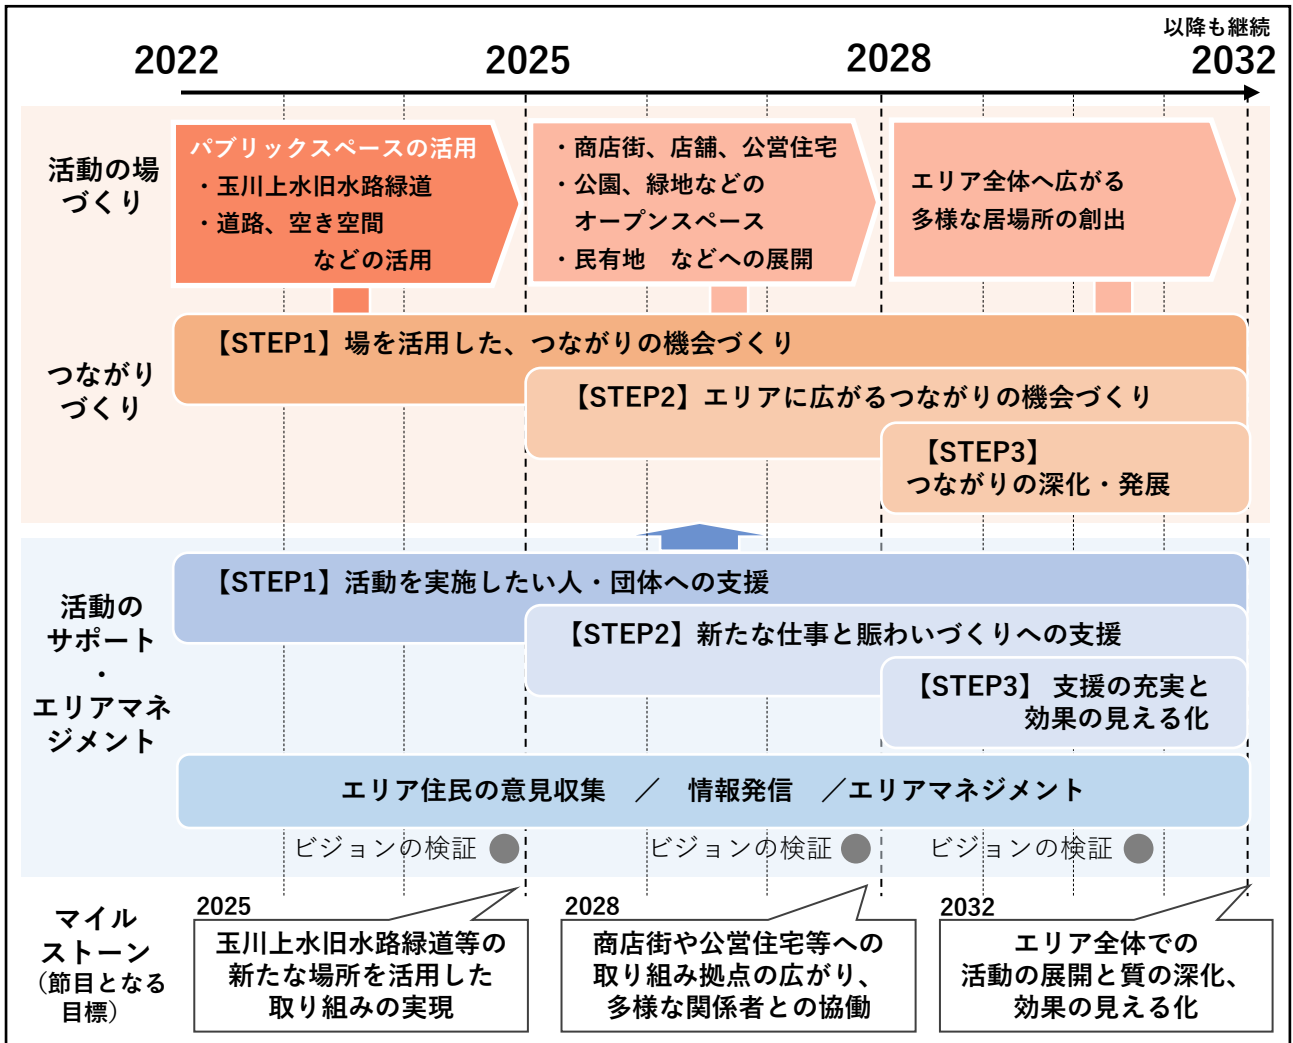 以降も継続
2022
2025
2028
2032
活動の場
づくり
パブリックスペースの活用
・玉川上水旧水路緑道
・道路、空き空間
などの活用
・商店街、店舗、公営住宅
・公園、緑地などの
オープンスペース
・民有地　などへの展開
エリア全体へ広がる
多様な居場所の創出
つながり
づくり
【STEP1】場を活用した、つながりの機会づくり
【STEP2】エリアに広がるつながりの機会づくり
【STEP3】
つながりの深化・発展
活動の
サポート
・
エリアマネ
ジメント
【STEP1】活動を実施したい人・団体への支援
【STEP2】新たな仕事と賑わいづくりへの支援
【STEP3】 支援の充実と
効果の見える化
エリア住民の意見収集　／　情報発信　／エリアマネジメント
ビジョンの検証
ビジョンの検証
ビジョンの検証
マイル
ストーン
（節目となる
目標）
2025
玉川上水旧水路緑道等の
新たな場所を活用した
取り組みの実現
2028
商店街や公営住宅等への
取り組み拠点の広がり、
多様な関係者との協働
2032
エリア全体での
活動の展開と質の深化、
効果の見える化